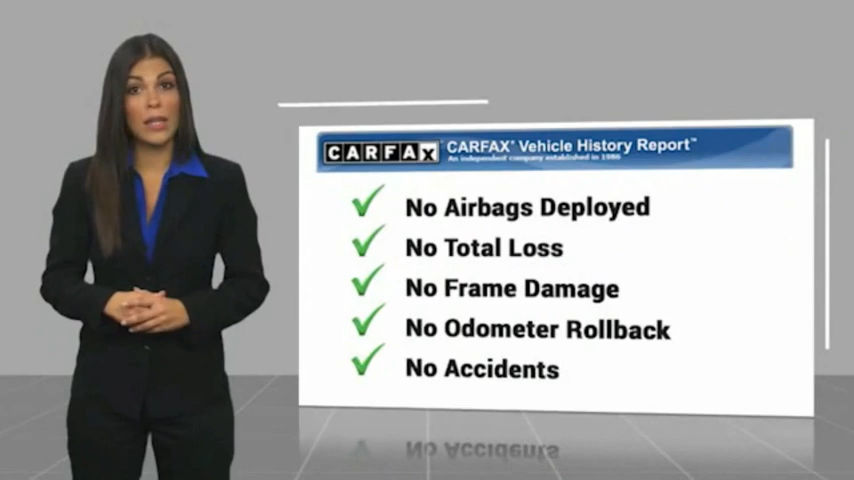 CARFAX CARFAX® Vehicle History Report™
An independent company established in 1986
No Airbags Deployed
No Total Loss
No Frame Damage
No Odometer Rollback
No Accidents
No Accidents